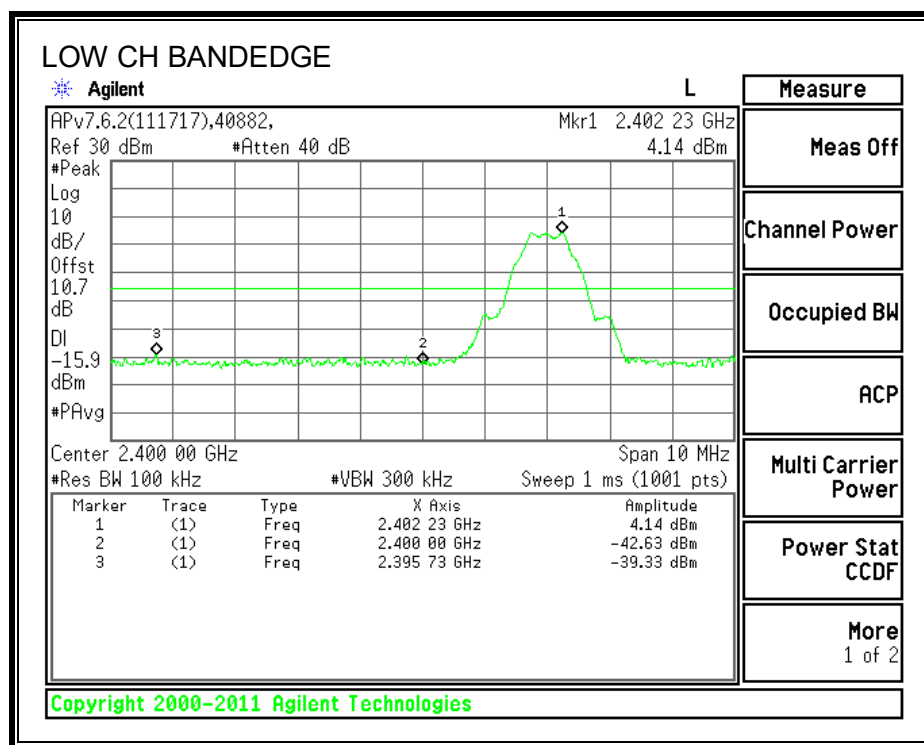 LOW CH BANDEDGE
Agilent
L
Measure
APv7.6.2(111717),40882,
Mkr1 2.402 23 GHz
Ref 30 dBm
#Atten 40 dB
4.14 dBm
#Peak
Log
10
dB/
Offst
10.7
dB
DI
-15.9
dBm
#PAvg
1
2
3
Center 2.400 00 GHz
Span 10 MHz
#Res BW 100 kHz
#VBW 300 kHz
Sweep 1 ms (1001 pts)
Marker Trace Type X Axis Amplitude
1 (1) Freq 2.402 23 GHz 4.14 dBm
2 (1) Freq 2.400 00 GHz -42.63 dBm
3 (1) Freq 2.395 73 GHz -39.33 dBm
Meas Off
Channel Power
Occupied BW
ACP
Multi Carrier
Power
Power Stat
CCDF
More
1 of 2
Copyright 2000-2011 Agilent Technologies